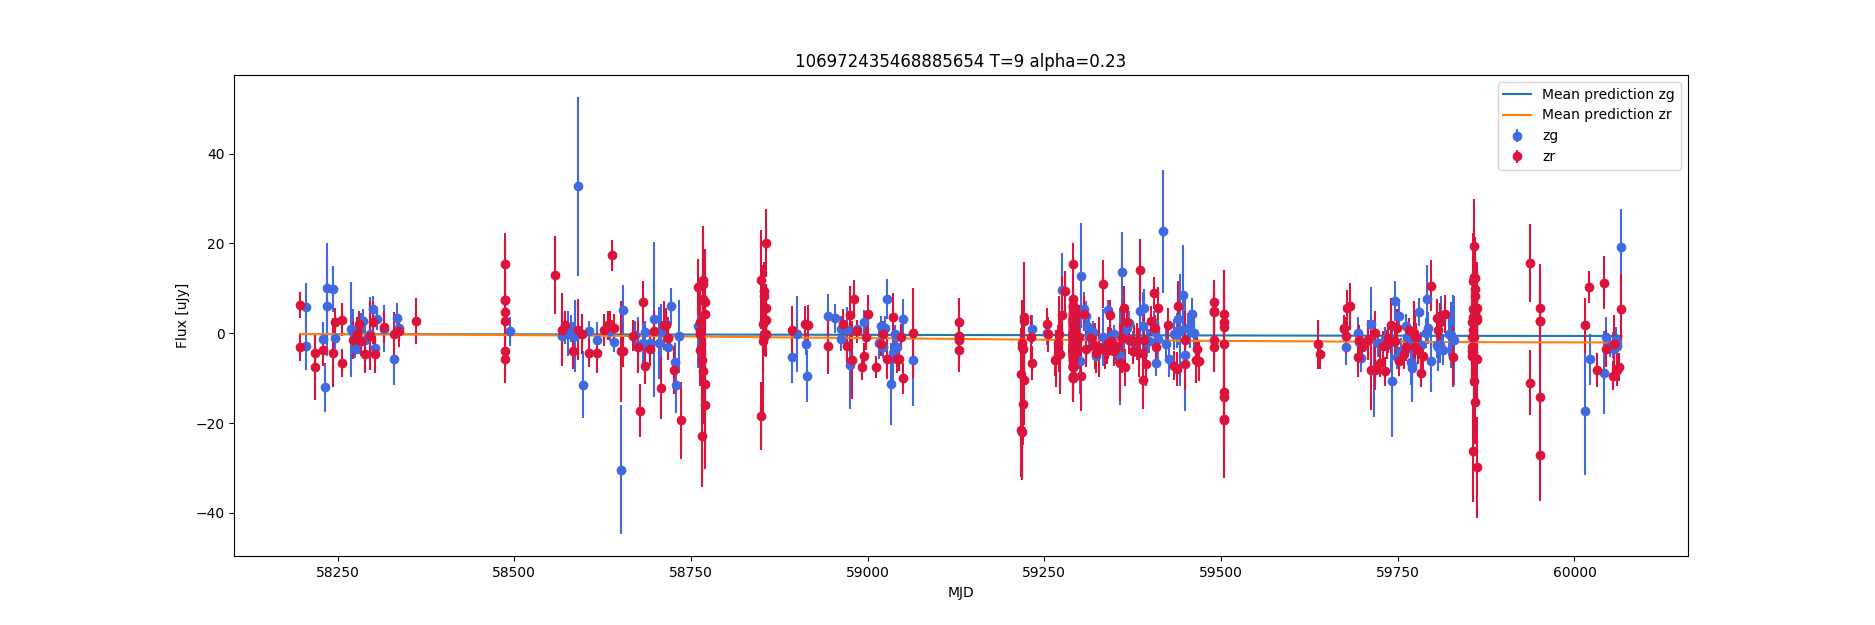 106972435468885654 T=9 alpha=0.23
Mean prediction zg
Mean prediction zr
zg
zr
Flux [uJy]
40
20
0
−20
−40
58250 58500 58750 59000 59250 59500 59750 60000
MJD